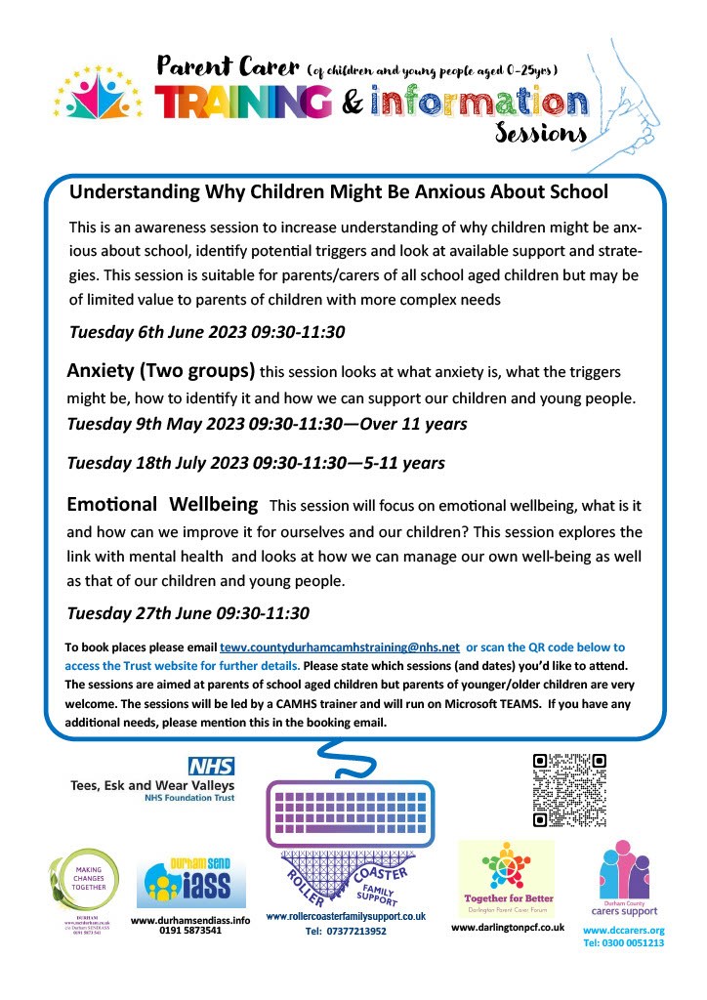 Parent Carer (of children and young people aged 0-25yrs)
TRAINING & information
Sessions
Understanding Why Children Might Be Anxious About School
This is an awareness session to increase understanding of why children might be anx-
ious about school, identify potential triggers and look at available support and strate-
gies. This session is suitable for parents/carers of all school aged children but may be
of limited value to parents of children with more complex needs
Tuesday 6th June 2023 09:30-11:30
Anxiety (Two groups) this session looks at what anxiety is, what the triggers
might be, how to identify it and how we can support our children and young people.
Tuesday 9th May 2023 09:30-11:30—Over 11 years
Tuesday 18th July 2023 09:30-11:30—5-11 years
Emotional Wellbeing This session will focus on emotional wellbeing, what is it
and how can we improve it for ourselves and our children? This session explores the
link with mental health and looks at how we can manage our own well-being as well
as that of our children and young people.
Tuesday 27th June 09:30-11:30
To book places please email tewv.countydurhamcamhstraining@nhs.net or scan the QR code below to
access the Trust website for further details. Please state which sessions (and dates) you'd like to attend.
The sessions are aimed at parents of school aged children but parents of younger/older children are very
welcome. The sessions will be led by a CAMHS trainer and will run on Microsoft TEAMS. If you have any
additional needs, please mention this in the booking email.
NHS
Tees, Esk and Wear Valleys
NHS Foundation Trust
MAKING
CHANGES
TOGETHER
DURHAM
www.mctdurham.co.uk
c/o Durham SENDIASS
0191 5873 541
Durham SEND
iass
www.durhamsendiass.info
0191 5873541
ROLLER COASTER
FAMILY
SUPPORT
www.rollercoasterfamilysupport.co.uk
Tel: 07377213952
Together for Better
Darlington Parent Carer Forum
www.darlingtonpcf.co.uk
Durham County
carers support
www.dccarers.org
Tel: 0300 0051213